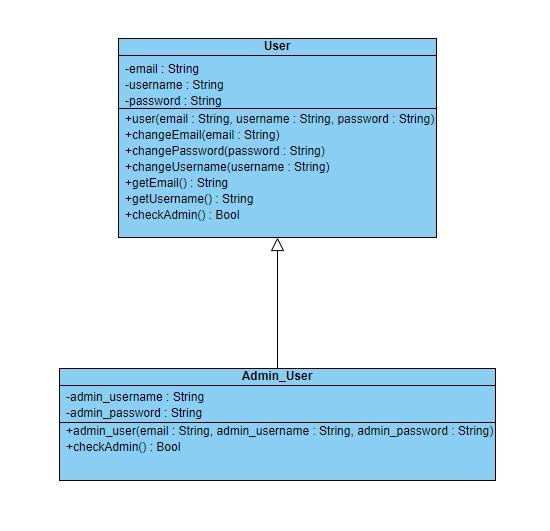 User
-email : String
-username : String
-password : String
+user(email : String, username : String, password : String)
+changeEmail(email : String)
+changePassword(password : String)
+changeUsername(username : String)
+getEmail() : String
+getUsername() : String
+checkAdmin() : Bool
Admin_User
-admin_username : String
-admin_password : String
+admin_user(email : String, admin_username : String, admin_password : String)
+checkAdmin() : Bool